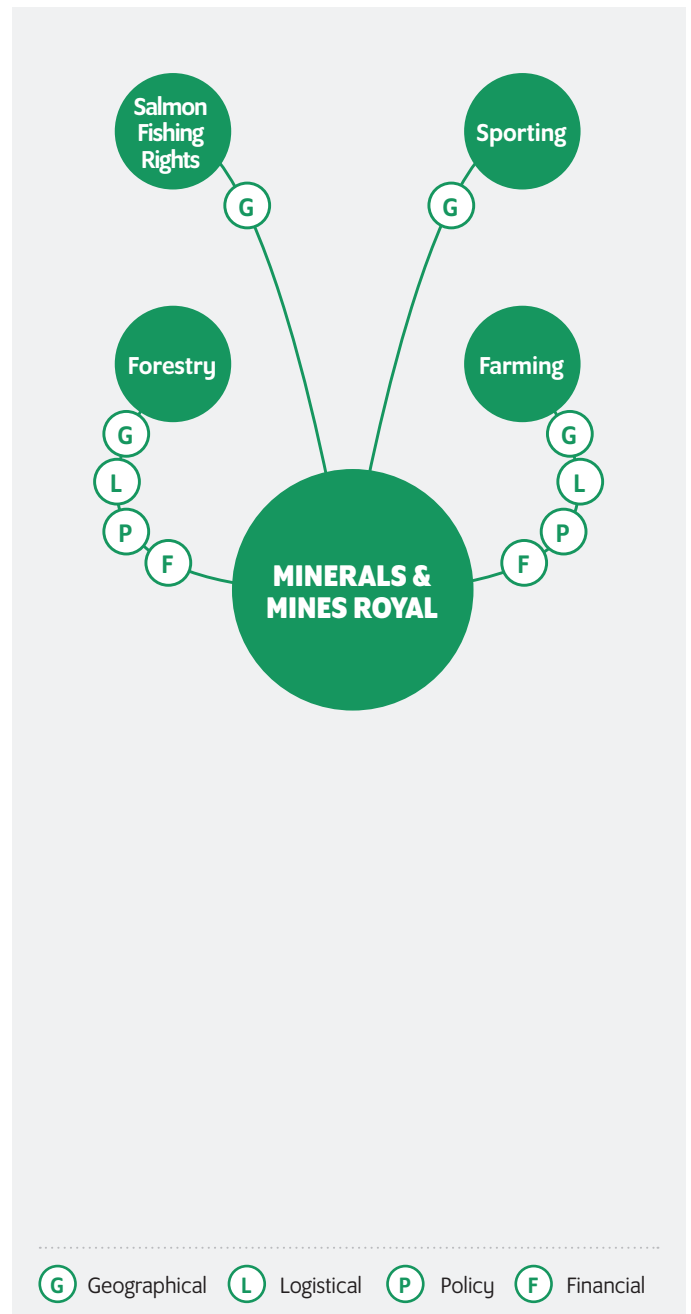 Salmon
Fishing
Rights
Sporting
G
G
Forestry
Farming
G
G
L
L
P
P
F
F
MINERALS &
MINES ROYAL
G Geographical L Logistical P Policy F Financial